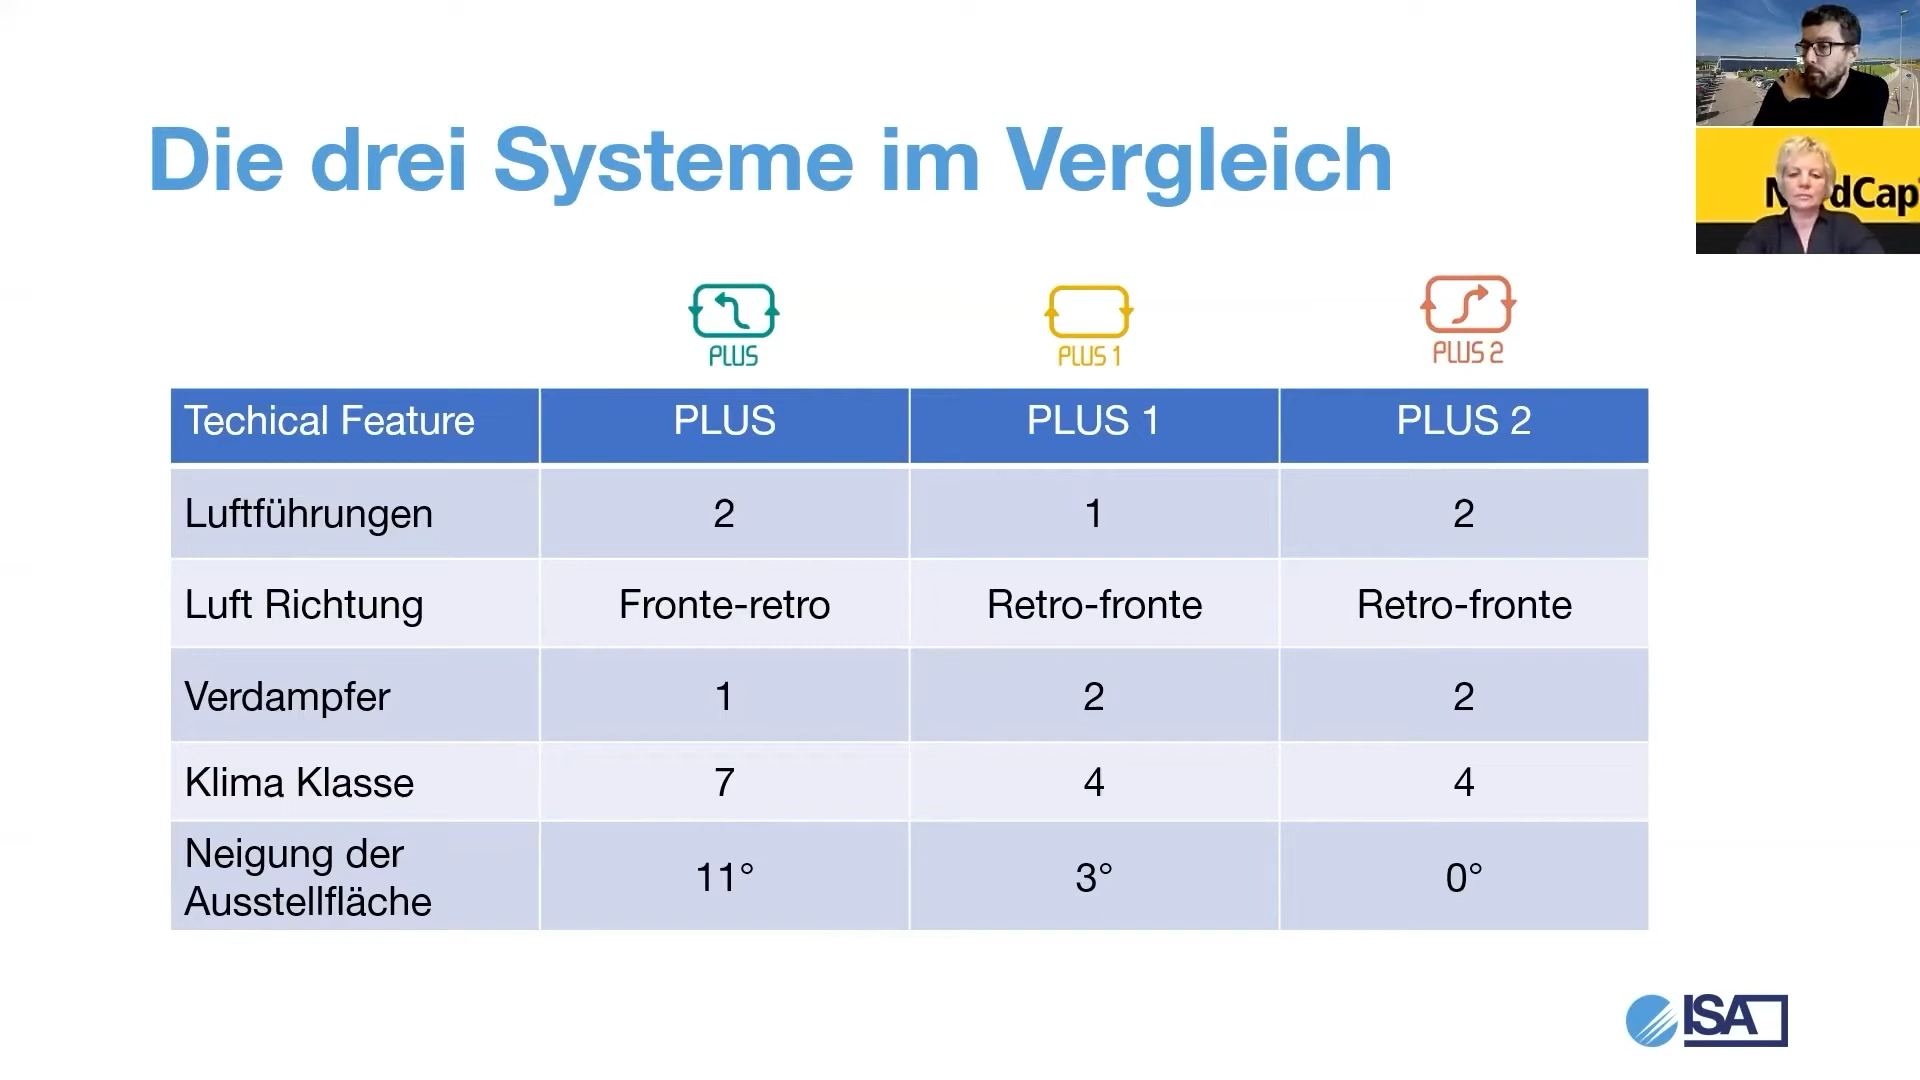 Die drei Systeme im Vergleich
dCap
PLUS PLUS 1 PLUS 2
Techical Feature PLUS PLUS 1 PLUS 2
Luftführungen 2 1 2
Luft Richtung Fronte-retro Retro-fronte Retro-fronte
Verdampfer 1 2 2
Klima Klasse 7 4 4
Neigung der
Ausstellfläche 11° 3° 0°
ISA